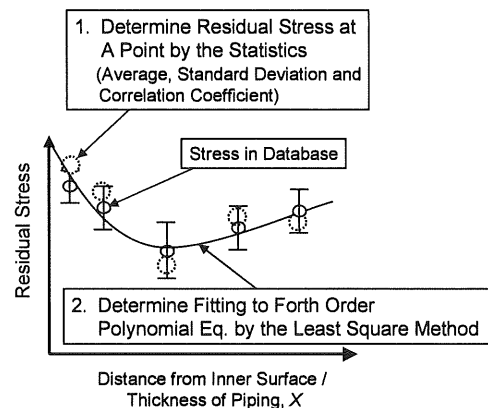 1. Determine Residual Stress at
A Point by the Statistics
(Average, Standard Deviation and
Correlation Coefficient)
Stress in Database
Residual Stress
2. Determine Fitting to Forth Order
Polynomial Eq. by the Least Square Method
Distance from Inner Surface /
Thickness of Piping, X